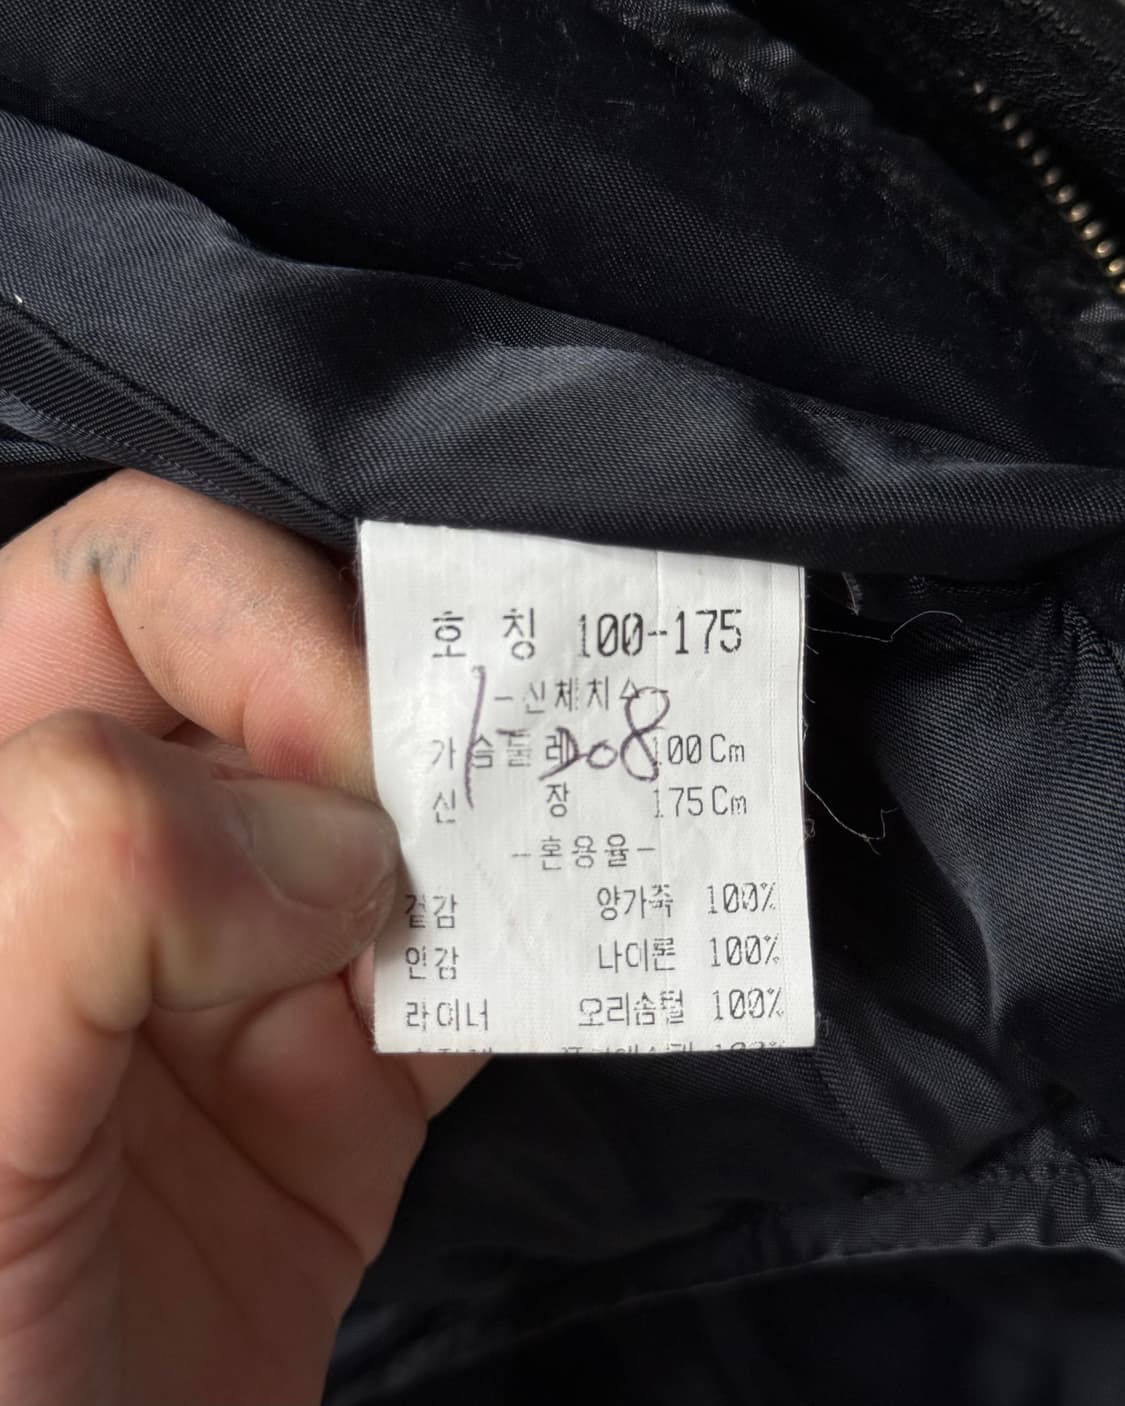 호 칭 100-175
-신체치수-
가슴둘레 100Cm
신 장 175Cm
-혼용율-
겉감 양가죽 100%
안감 나이론 100%
라이너 오리솜털 100%
100%